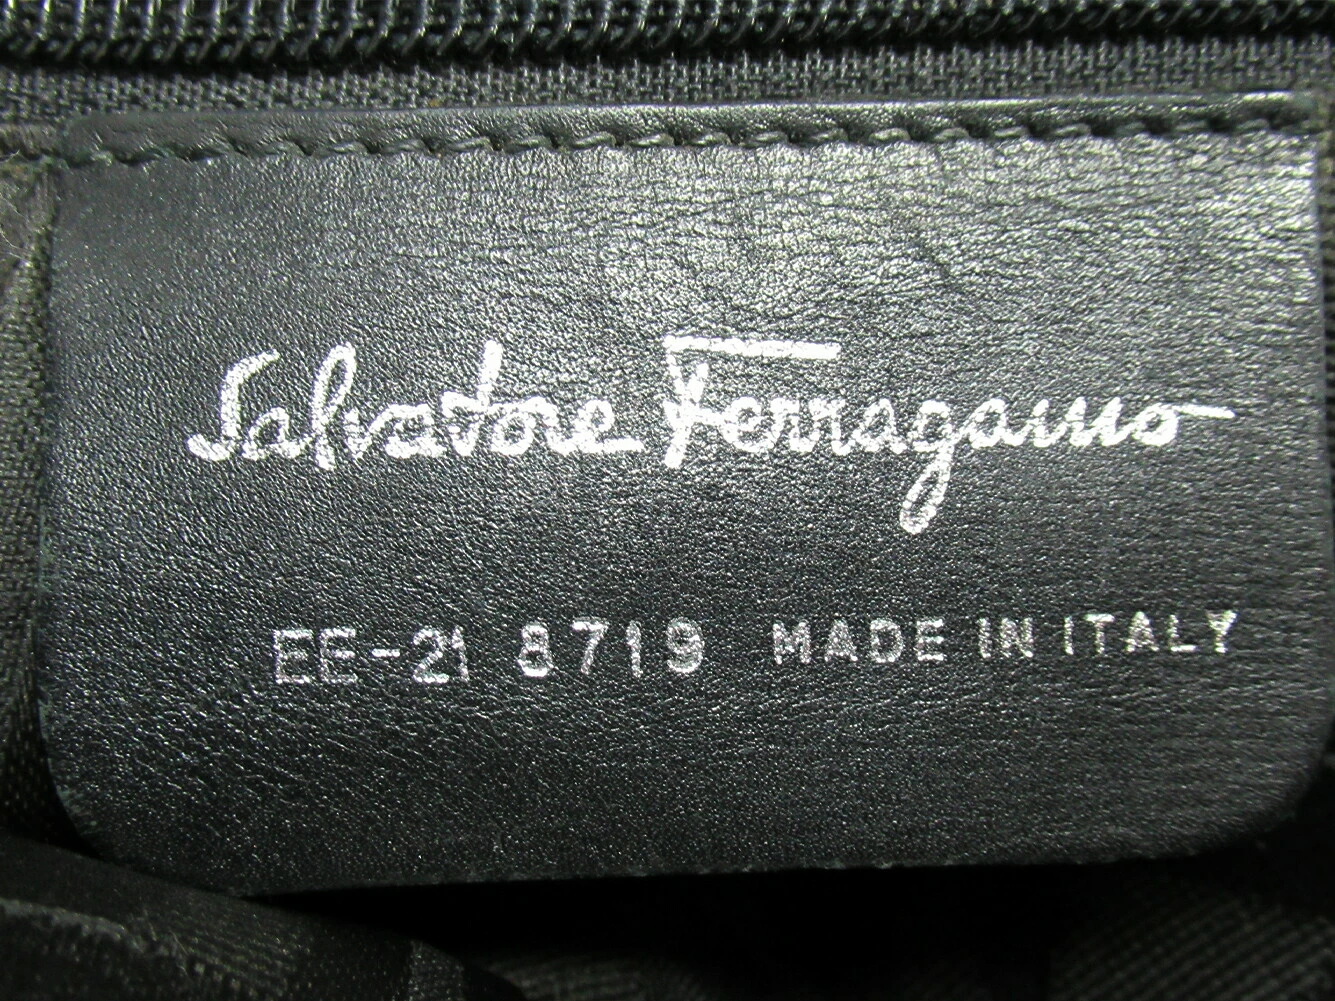 Salvatore Ferragamo
EE-21 8719 MADE IN ITALY